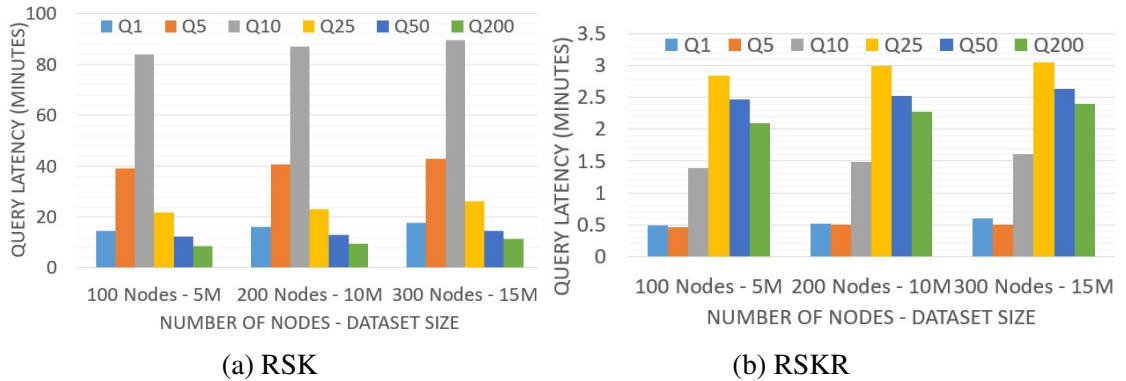 100
80
60
40
20
0
QUERY LATENCY (MINUTES)
Q1 Q5 Q10 Q25 Q50 Q200
100 Nodes - 5M 200 Nodes - 10M 300 Nodes - 15M
NUMBER OF NODES - DATASET SIZE
(a) RSK
3.5
3
2.5
2
1.5
1
0.5
0
QUERY LATENCY (MINUTES)
Q1 Q5 Q10 Q25 Q50 Q200
100 Nodes - 5M 200 Nodes - 10M 300 Nodes - 15M
NUMBER OF NODES - DATASET SIZE
(b) RSKR